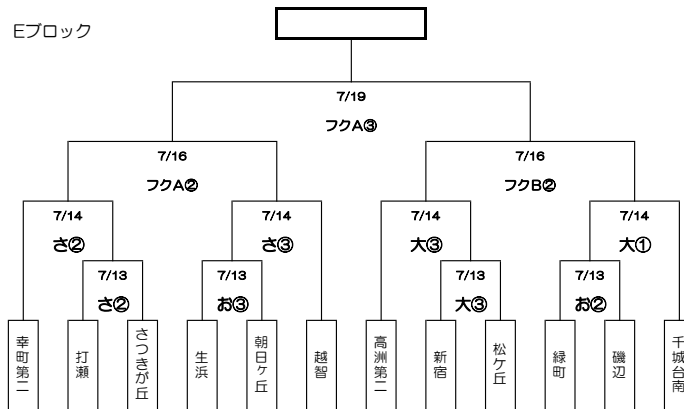 Eブロック
7/19
フクA③
7/16
7/16
フクA②
フクB②
7/14
7/14
7/14
7/14
さ②
さ③
大③
大①
7/13
7/13
7/13
7/13
さ②
お③
大③
お②
幸町第二
打瀬
さつきが丘
生浜
朝日ヶ丘
越智
高洲第二
新宿
松ケ丘
緑町
磯辺
千城台南